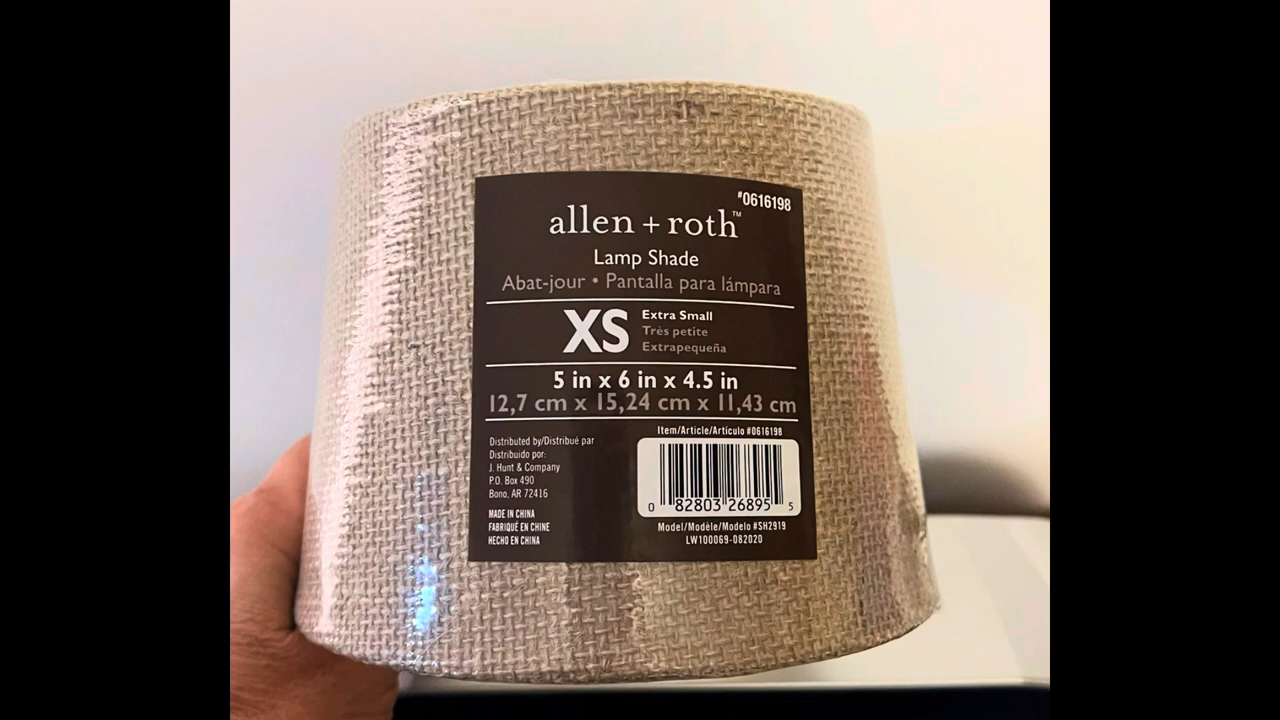 #0616198
allen + roth™
Lamp Shade
Abat-jour • Pantalla para lámpara
XS
Extra Small
Très petite
Extrapequeña
5 in x 6 in x 4.5 in
12,7 cm x 15,24 cm x 11,43 cm
Item/Article/Artículo #0616198
Distributed by/Distribué par
Distribuido por:
J. Hunt & Company
P.O. Box 490
Bono, AR 72416
MADE IN CHINA
FABRIQUÉ EN CHINE
HECHO EN CHINA
0 82803 26895 5
Model/Modèle/Modelo #SH2919
LW100069-082020